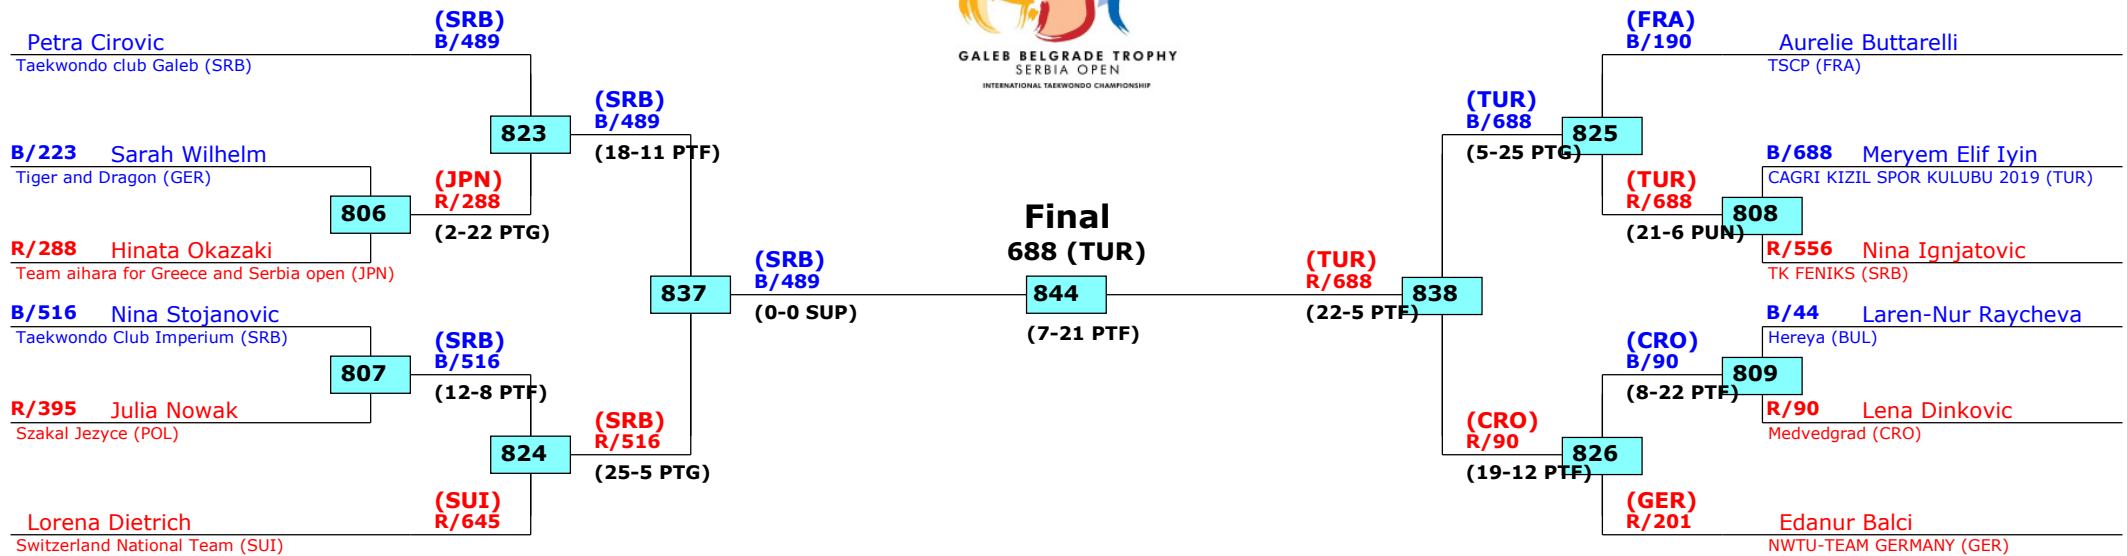 GALEB BELGRADE TROPHY
SERBIA OPEN
INTERNATIONAL TAEKWONDO CHAMPIONSHIP
Petra Cirovic
Taekwondo club Galeb (SRB)
(SRB)
B/489
B/223 Sarah Wilhelm
Tiger and Dragon (GER)
806
R/288 Hinata Okazaki
Team aihara for Greece and Serbia open (JPN)
(JPN)
R/288
(2-22 PTG)
823
(SRB)
B/489
(18-11 PTF)
B/516 Nina Stojanovic
Taekwondo Club Imperium (SRB)
807
R/395 Julia Nowak
Szakal Jezyce (POL)
(SRB)
B/516
(12-8 PTF)
824
(SRB)
R/516
(25-5 PTG)
Lorena Dietrich
Switzerland National Team (SUI)
(SUI)
R/645
837
(SRB)
B/489
(0-0 SUP)
Final
688 (TUR)
844
(7-21 PTF)
(TUR)
R/688
(22-5 PTF)
838
(TUR)
B/688
(5-25 PTG)
825
(FRA)
B/190
Aurelie Buttarelli
TSCP (FRA)
(TUR)
R/688
(21-6 PUN)
808
B/688 Meryem Elif Iyin
CAGRI KIZIL SPOR KULUBU 2019 (TUR)
R/556 Nina Ignjatovic
TK FENIKS (SRB)
(CRO)
R/90
(19-12 PTF)
826
(CRO)
B/90
(8-22 PTF)
809
B/44 Laren-Nur Raycheva
Hereya (BUL)
R/90 Lena Dinkovic
Medvedgrad (CRO)
(GER)
R/201
Edanur Balci
NWTU-TEAM GERMANY (GER)